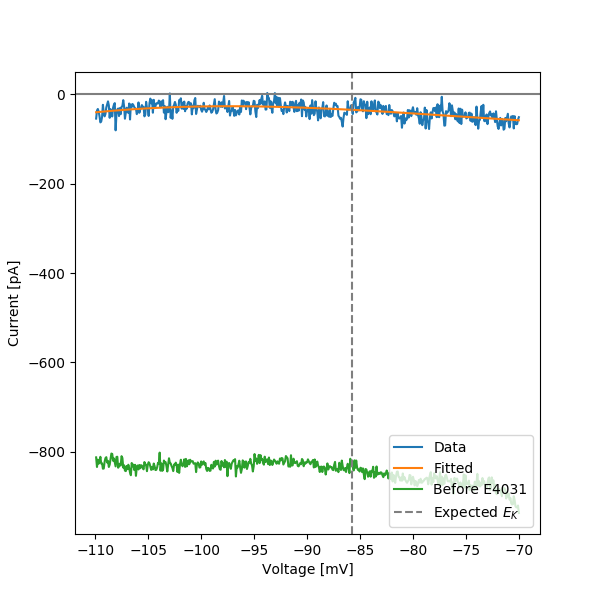 0
−200
−400
−600
−800
Current [pA]
−110 −105 −100 −95 −90 −85 −80 −75 −70
Voltage [mV]
Data
Fitted
Before E4031
Expected E_K